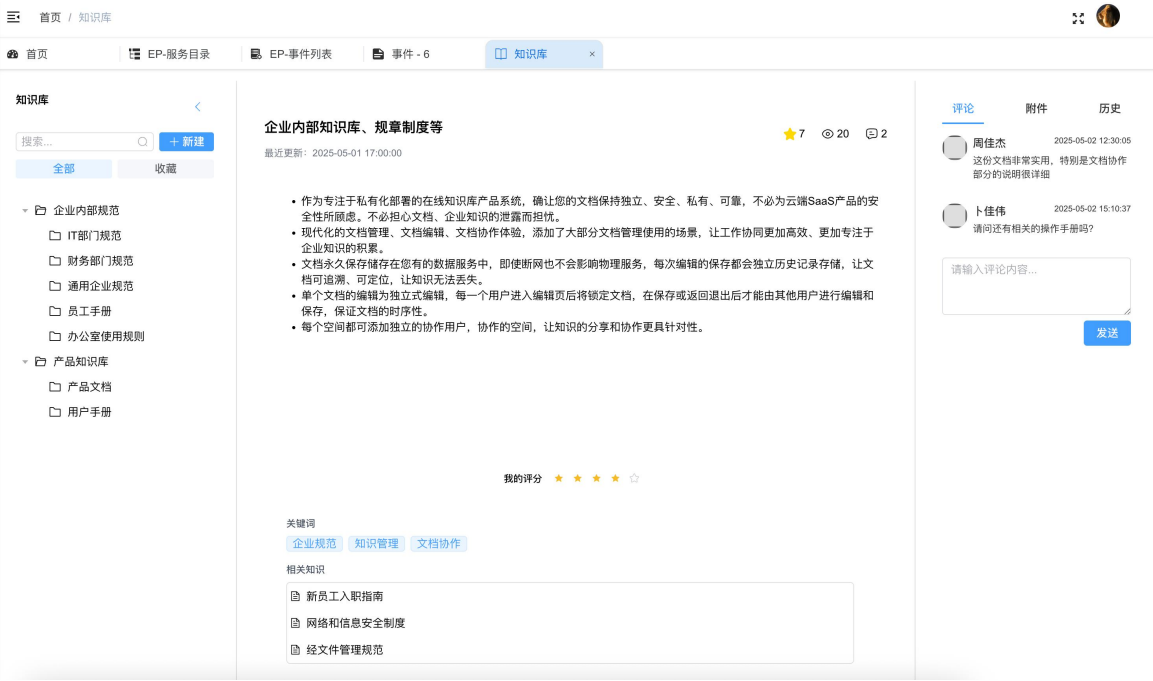 首页 / 知识库
首页
EP-服务目录
EP-事件列表
事件 - 6
知识库 ×
知识库
搜索...
+ 新建
全部
收藏
企业内部规范
IT部门规范
财务部门规范
通用企业规范
员工手册
办公室使用规则
产品知识库
产品文档
用户手册
企业内部知识库、规章制度等
7 20 2
最近更新: 2025-05-01 17:00:00
• 作为专注于私有化部署的在线知识库产品系统，确让您的文档保持独立、安全、私有、可靠，不必为云端SaaS产品的安
全性所顾虑。不必担心文档、企业知识的泄露而担忧。
• 现代化的文档管理、文档编辑、文档协作体验，添加了大部分文档管理使用的场景，让工作协同更加高效、更加专注于
企业知识的积累。
• 文档永久保存储存在您有的数据服务中，即使断网也不会影响物理服务，每次编辑的保存都会独立历史记录存储，让文
档可追溯、可定位，让知识无法丢失。
• 单个文档的编辑为独立式编辑，每一个用户进入编辑页后将锁定文档，在保存或返回退出后才能由其他用户进行编辑和
保存，保证文档的时序性。
• 每个空间都可添加独立的协作用户，协作的空间，让知识的分享和协作更具针对性。
我的评分
关键词
企业规范 知识管理 文档协作
相关知识
新员工入职指南
网络和信息安全制度
经文件管理规范
评论 附件 历史
周佳杰 2025-05-02 12:30:05
这份文档非常实用，特别是文档协作
部分的说明很详细
卜佳伟 2025-05-02 15:10:37
请问还有相关的操作手册吗?
请输入评论内容...
发送